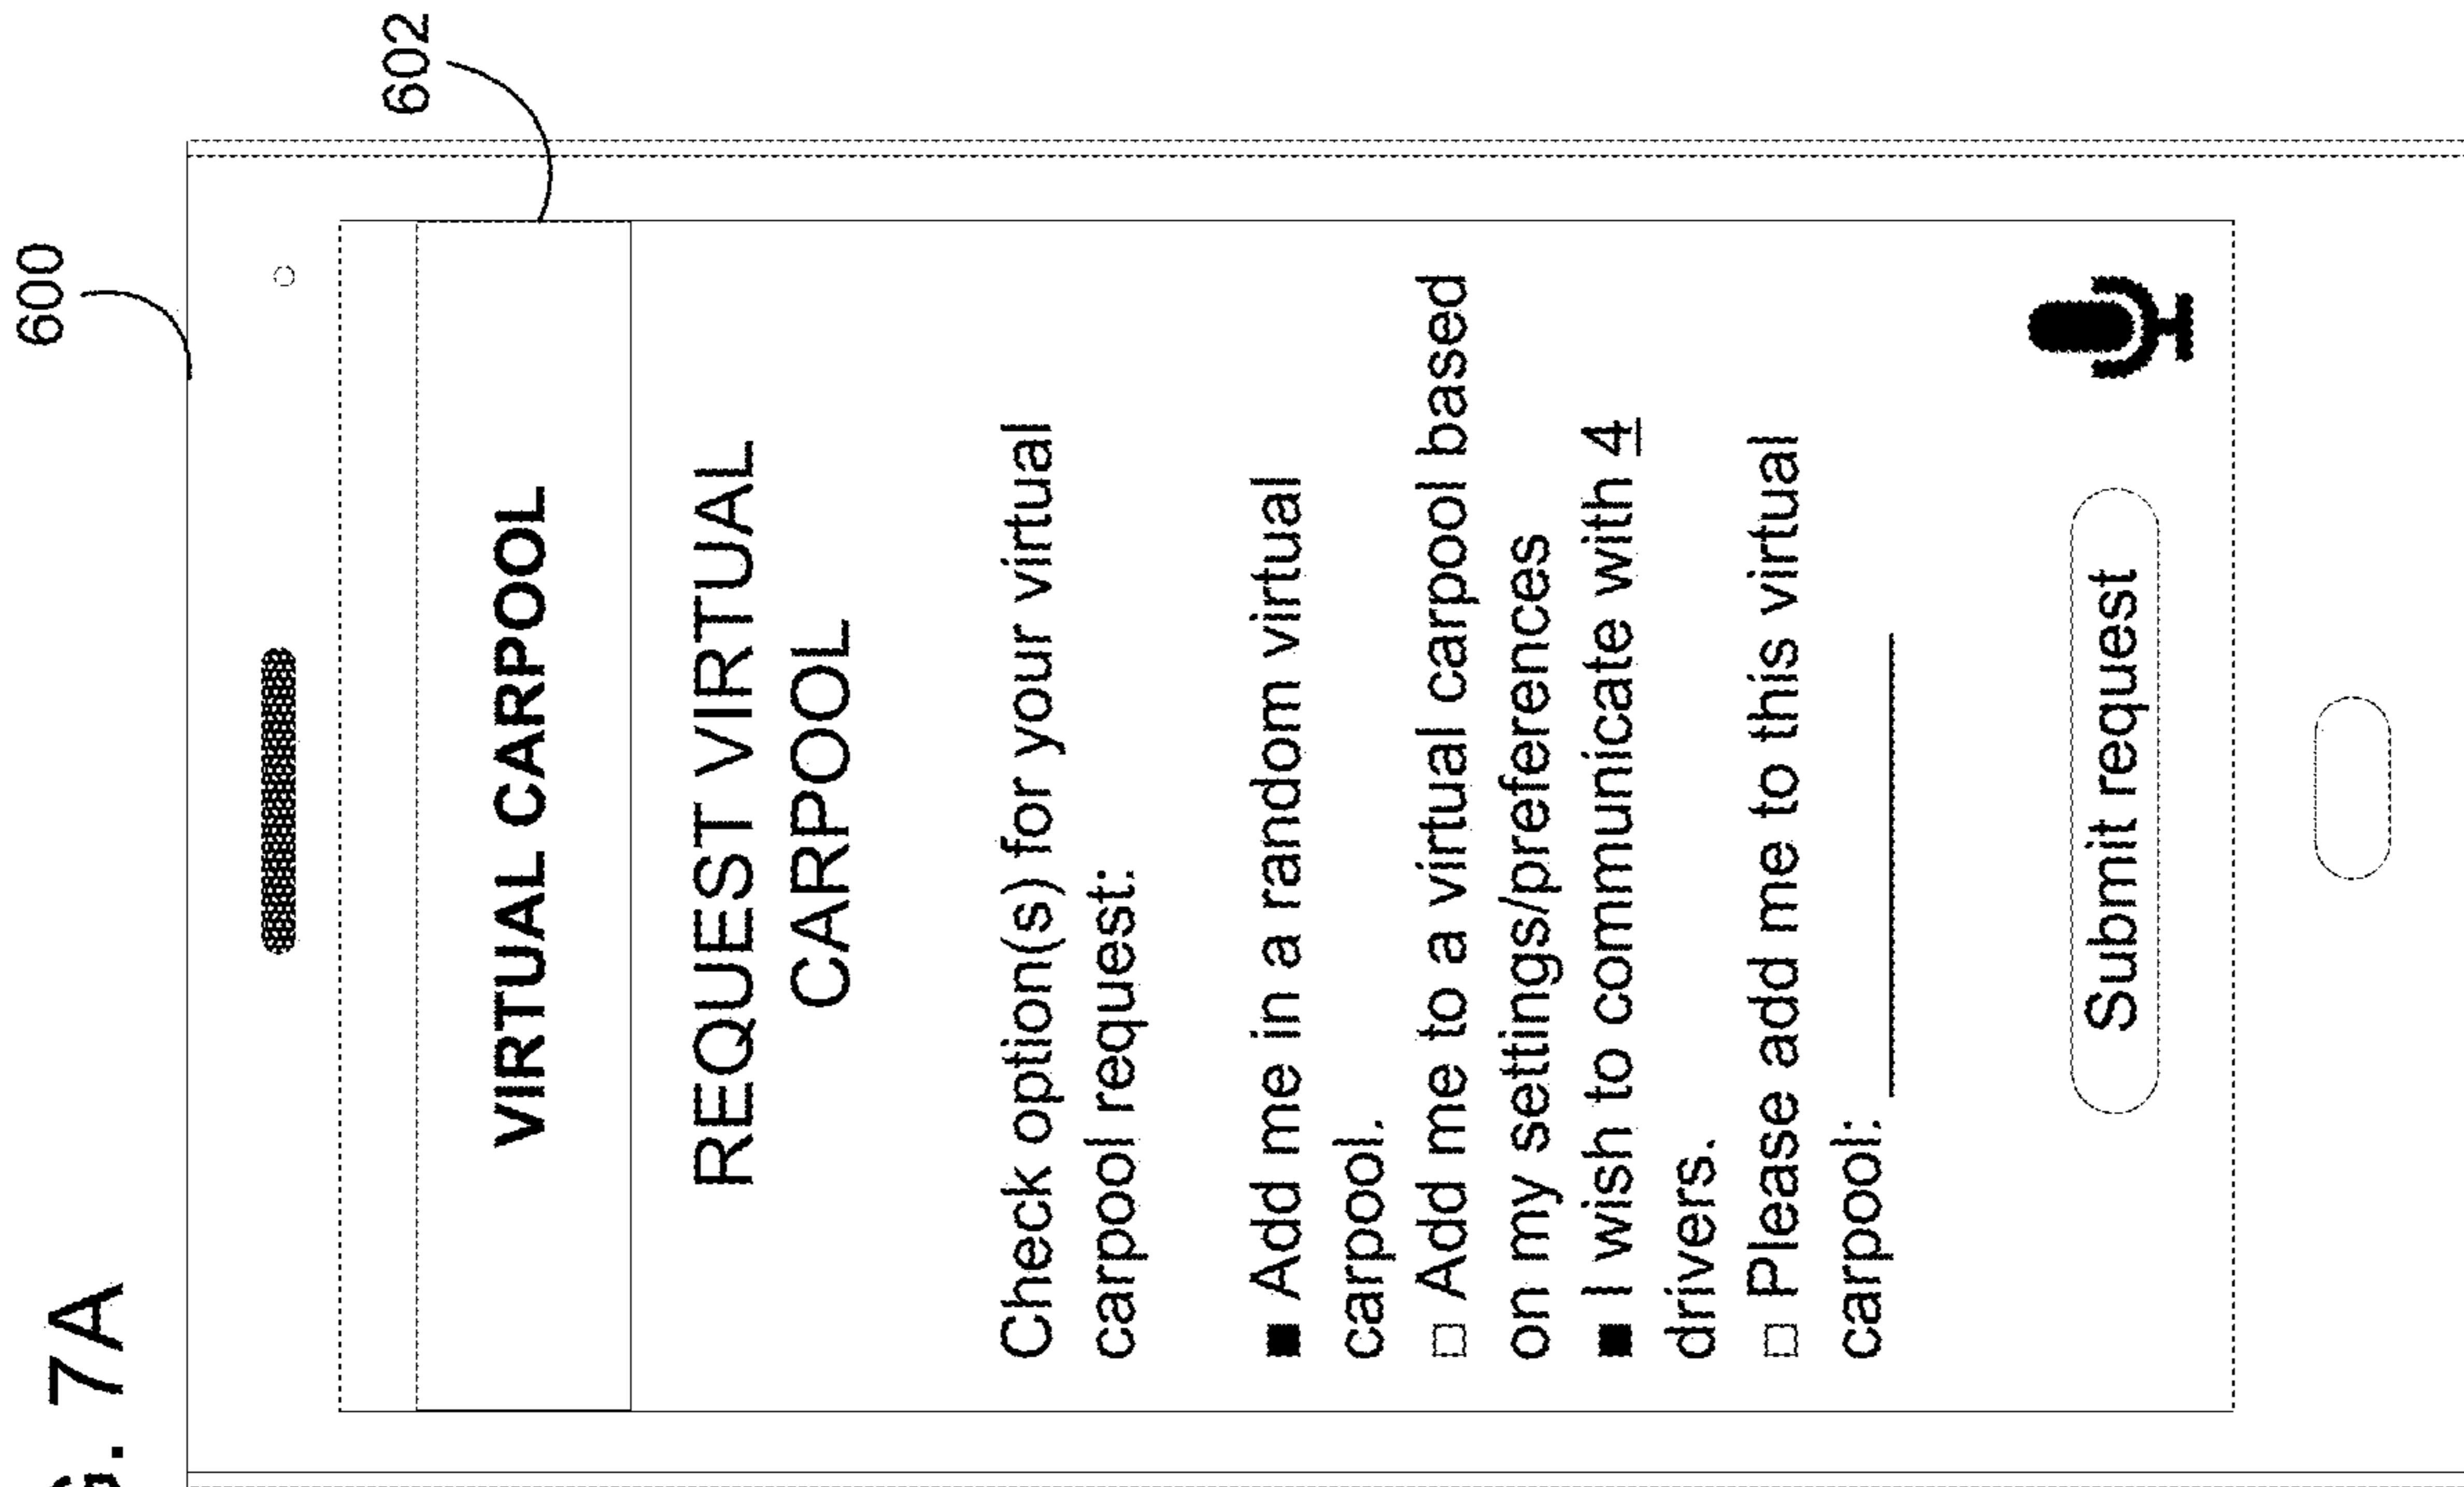 G. 7A
600
602
VIRTUAL CARPOOL
REQUEST VIRTUAL
CARPOOL
Check option(s) for your virtual
carpool request:
■ Add me in a random virtual
carpool.
□ Add me to a virtual carpool based
on my settings/preferences
■ I wish to communicate with 4
drivers.
□ Please add me to this virtual
carpool:
Submit request